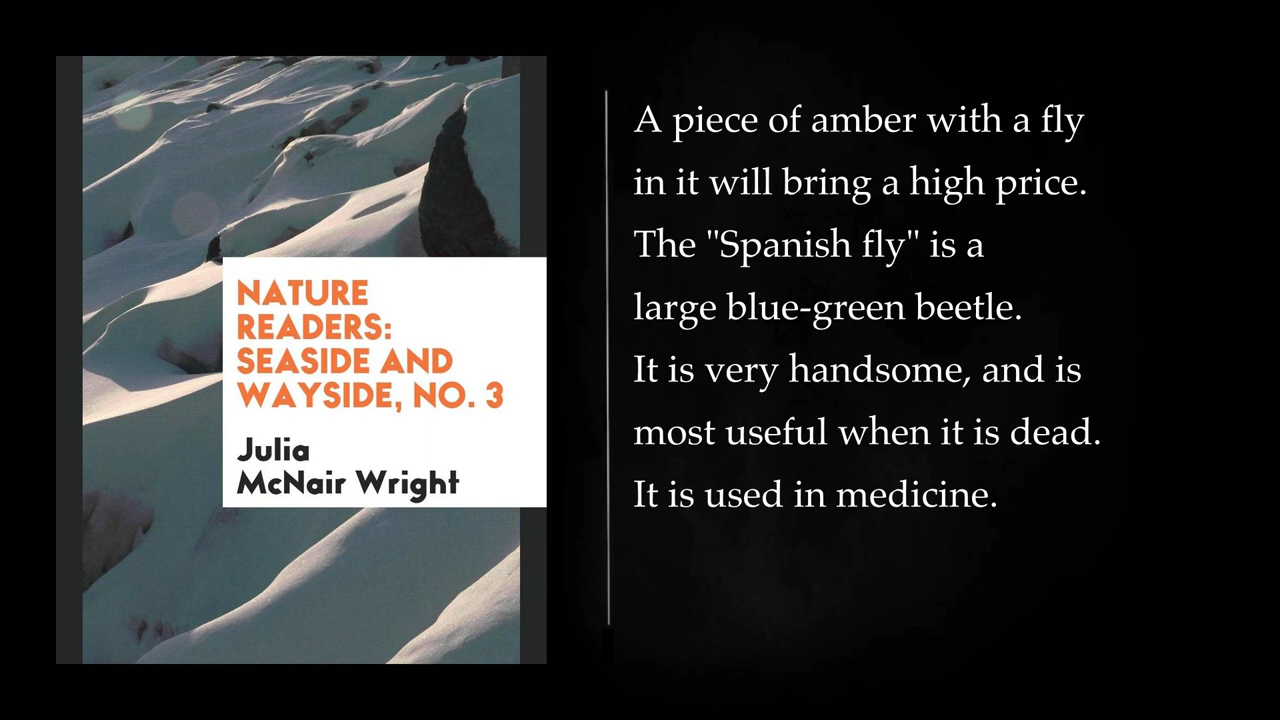 NATURE
READERS:
SEASIDE AND
WAYSIDE, NO. 3
Julia
McNair Wright
A piece of amber with a fly
in it will bring a high price.
The "Spanish fly" is a
large blue-green beetle.
It is very handsome, and is
most useful when it is dead.
It is used in medicine.